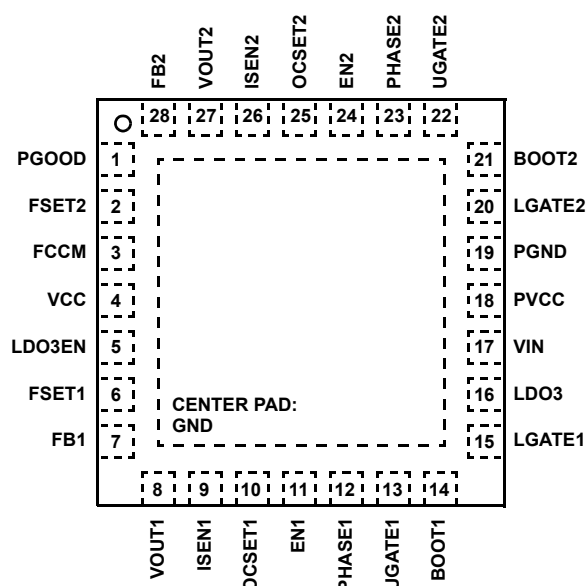 FB2
VOUT2
ISEN2
OCSET2
EN2
PHASE2
UGATE2
28 27 26 25 24 23 22
PGOOD 1
FSET2 2
FCCM 3
VCC 4
LDO3EN 5
FSET1 6
FB1 7
21 BOOT2
20 LGATE2
19 PGND
18 PVCC
17 VIN
16 LDO3
15 LGATE1
CENTER PAD:
GND
8 9 10 11 12 13 14
VOUT1
ISEN1
OCSET1
EN1
PHASE1
UGATE1
BOOT1